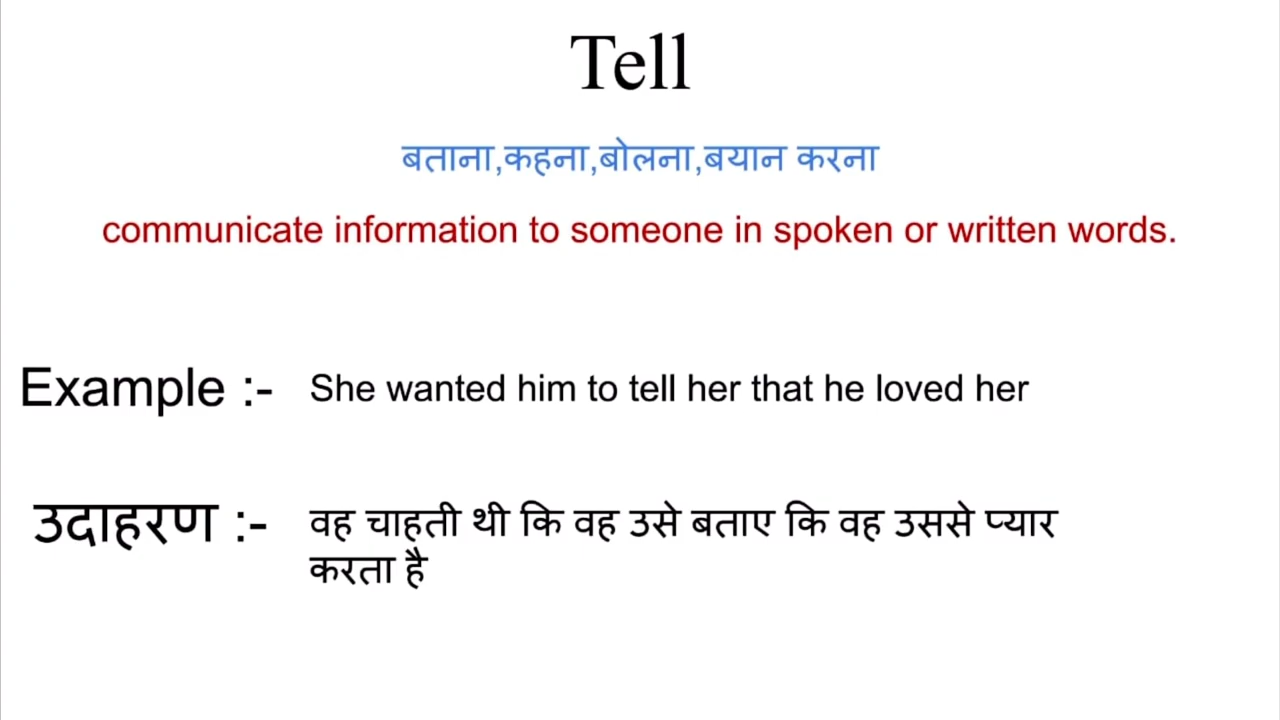 Tell
बताना,कहना,बोलना,बयान करना
communicate information to someone in spoken or written words.
Example :- She wanted him to tell her that he loved her
उदाहरण :- वह चाहती थी कि वह उसे बताए कि वह उससे प्यार
करता है